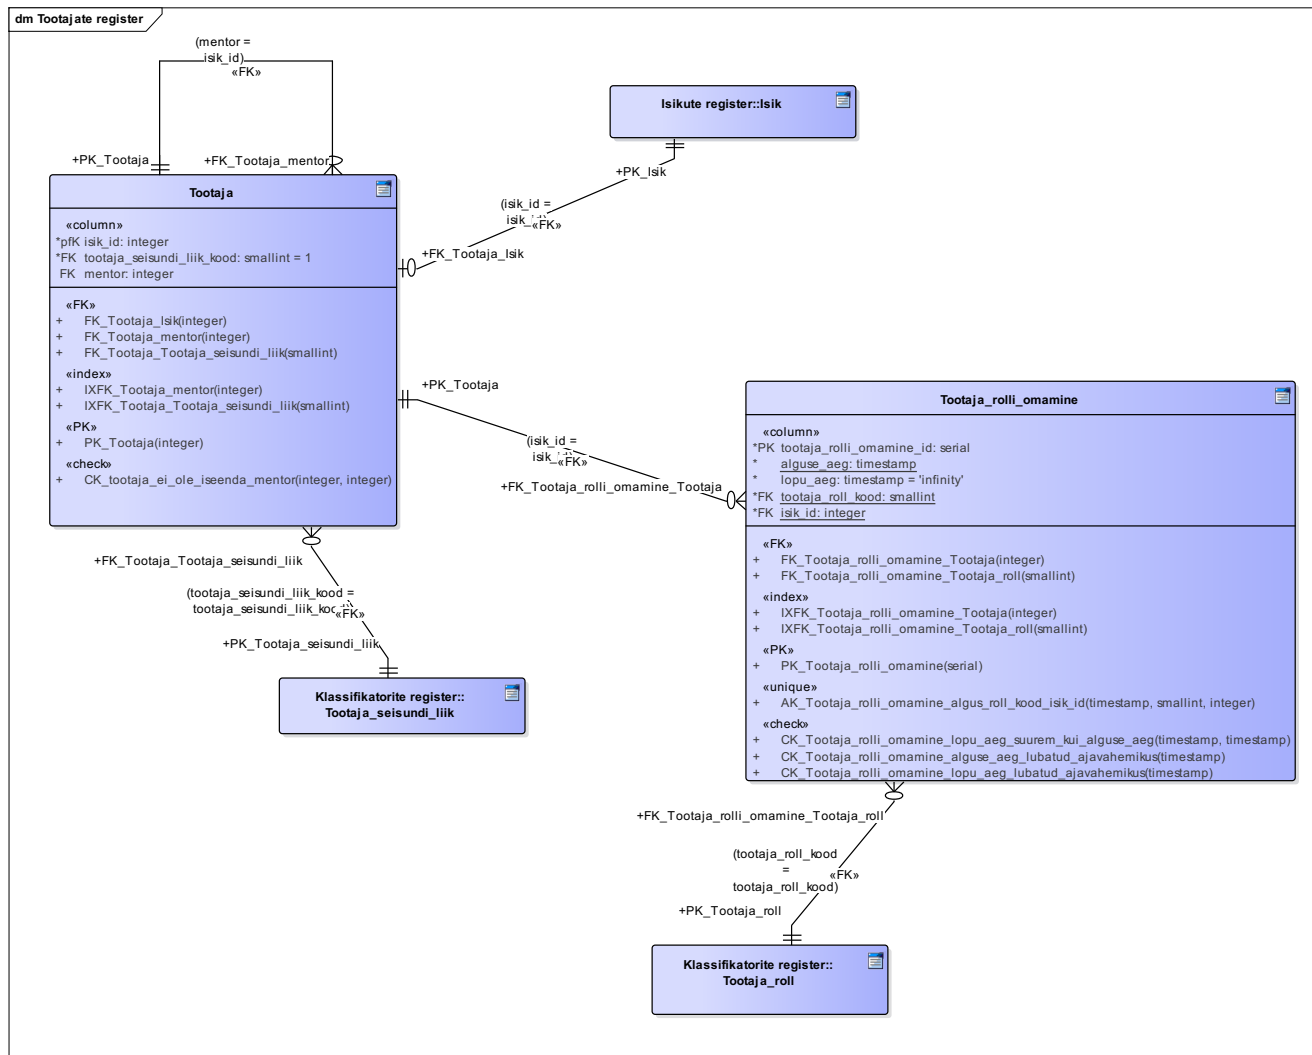 dm Tootajate register
(mentor =
isik_id)
«FK»
+PK_Tootaja
+FK_Tootaja_mentor
Tootaja
«column»
*pfK isik_id: integer
*FK tootaja_seisundi_liik_kood: smallint = 1
FK mentor: integer
«FK»
+ FK_Tootaja_Isik(integer)
+ FK_Tootaja_mentor(integer)
+ FK_Tootaja_Tootaja_seisundi_liik(smallint)
«index»
+ IXFK_Tootaja_mentor(integer)
+ IXFK_Tootaja_Tootaja_seisundi_liik(smallint)
«PK»
+ PK_Tootaja(integer)
«check»
+ CK_tootaja_ei_ole_iseenda_mentor(integer, integer)
Isikute register::Isik
+PK_Isik
(isik_id =
isik_id)
«FK»
+FK_Tootaja_Isik
+PK_Tootaja
(isik_id =
isik_id)
«FK»
+FK_Tootaja_rolli_omamine_Tootaja
Tootaja_rolli_omamine
«column»
*PK tootaja_rolli_omamine_id: serial
* alguse_aeg: timestamp
* lopu_aeg: timestamp = 'infinity'
*FK tootaja_roll_kood: smallint
*FK isik_id: integer
«FK»
+ FK_Tootaja_rolli_omamine_Tootaja(integer)
+ FK_Tootaja_rolli_omamine_Tootaja_roll(smallint)
«index»
+ IXFK_Tootaja_rolli_omamine_Tootaja(integer)
+ IXFK_Tootaja_rolli_omamine_Tootaja_roll(smallint)
«PK»
+ PK_Tootaja_rolli_omamine(serial)
«unique»
+ AK_Tootaja_rolli_omamine_algus_roll_kood_isik_id(timestamp, smallint, integer)
«check»
+ CK_Tootaja_rolli_omamine_lopu_aeg_suurem_kui_alguse_aeg(timestamp, timestamp)
+ CK_Tootaja_rolli_omamine_alguse_aeg_lubatud_ajavahemikus(timestamp)
+ CK_Tootaja_rolli_omamine_lopu_aeg_lubatud_ajavahemikus(timestamp)
+FK_Tootaja_Tootaja_seisundi_liik
(tootaja_seisundi_liik_kood =
tootaja_seisundi_liik_kood)
«FK»
+PK_Tootaja_seisundi_liik
Klassifikatorite register::
Tootaja_seisundi_liik
+FK_Tootaja_rolli_omamine_Tootaja_roll
(tootaja_roll_kood
=
tootaja_roll_kood)
«FK»
+PK_Tootaja_roll
Klassifikatorite register::
Tootaja_roll